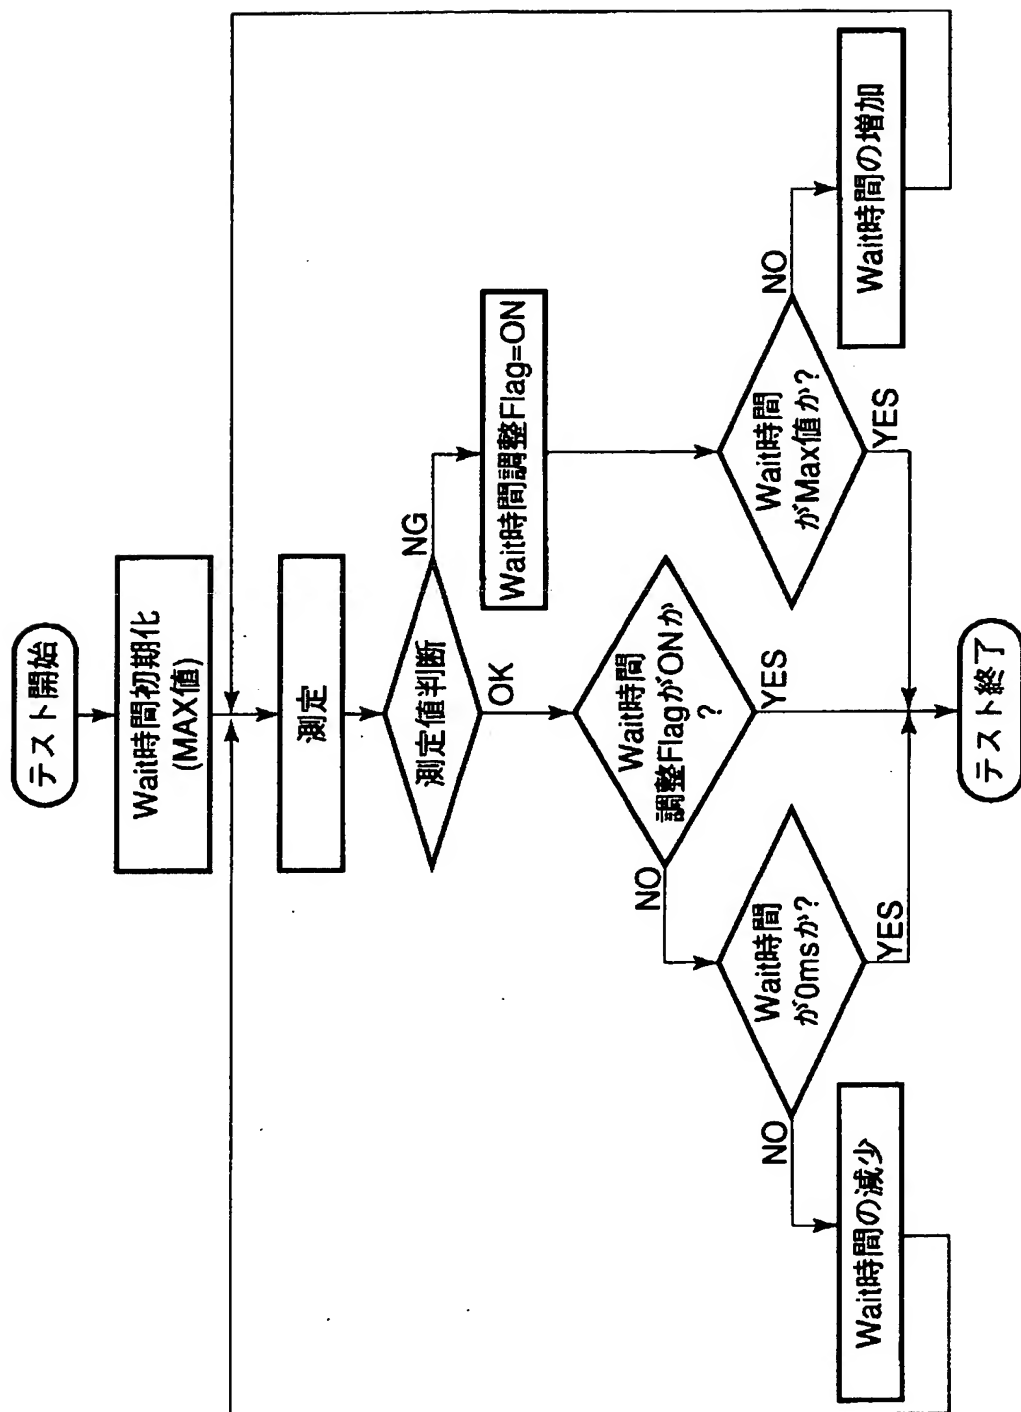 テスト開始
Wait時間初期化
(MAX値)
測定
測定値判断
NG
OK
Wait時間調整Flag=ON
Wait時間
調整FlagがONか
?
NO
YES
Wait時間
が0msか?
NO
YES
Wait時間
がMax値か?
NO
YES
Wait時間の減少
Wait時間の増加
テスト終了